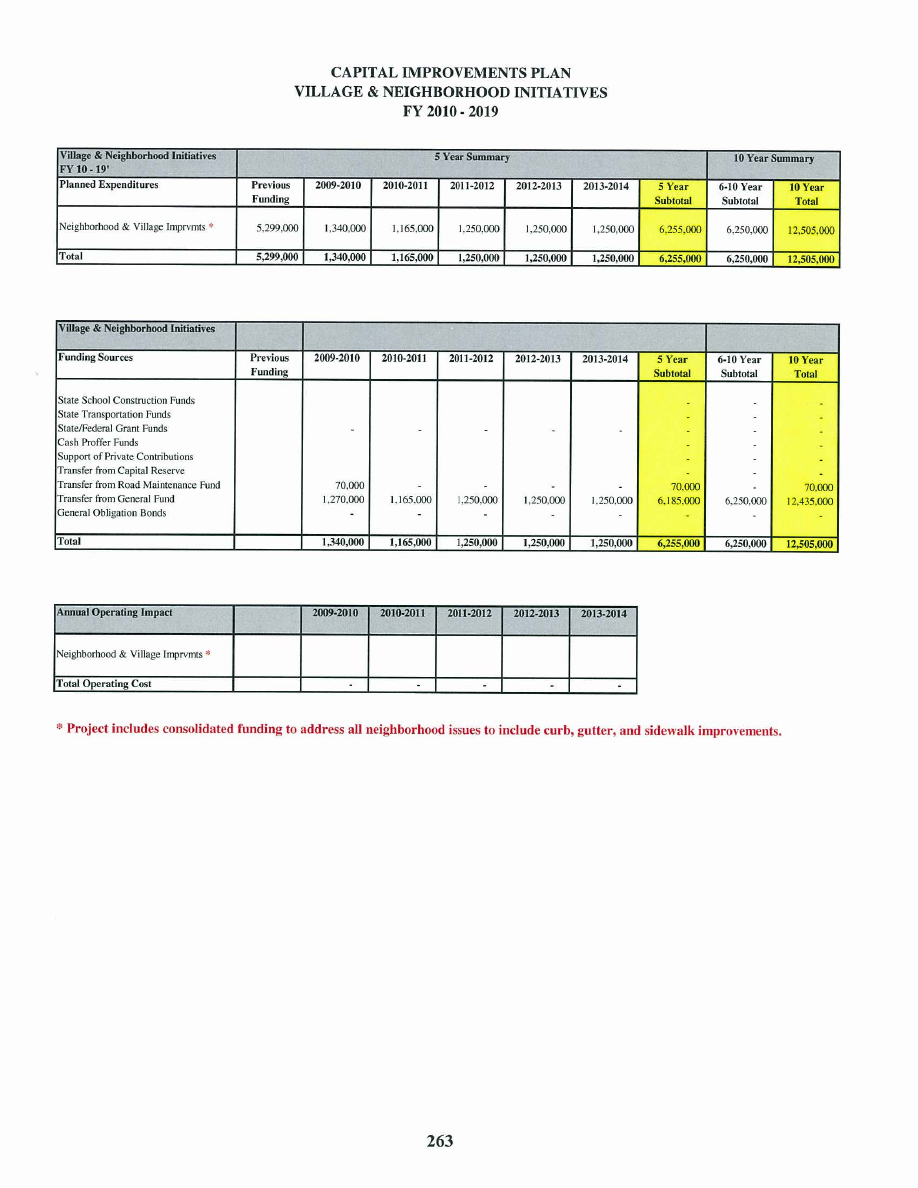 CAPITAL IMPROVEMENTS PLAN
VILLAGE & NEIGHBORHOOD INITIATIVES
FY 2010 - 2019
Village & Neighborhood Initiatives FY 10 - 19' 5 Year Summary 10 Year Summary
Planned Expenditures Previous Funding 2009-2010 2010-2011 2011-2012 2012-2013 2013-2014 5 Year Subtotal 6-10 Year Subtotal 10 Year Total
Neighborhood & Village Imprvmts * 5,299,000 1,340,000 1,165,000 1,250,000 1,250,000 1,250,000 6,255,000 6,250,000 12,505,000
Total 5,299,000 1,340,000 1,165,000 1,250,000 1,250,000 1,250,000 6,255,000 6,250,000 12,505,000
Village & Neighborhood Initiatives
Funding Sources Previous Funding 2009-2010 2010-2011 2011-2012 2012-2013 2013-2014 5 Year Subtotal 6-10 Year Subtotal 10 Year Total
State School Construction Funds - - -
State Transportation Funds - - -
State/Federal Grant Funds - - - - - - - -
Cash Proffer Funds - - -
Support of Private Contributions - - -
Transfer from Capital Reserve - - -
Transfer from Road Maintenance Fund 70,000 - - - - 70,000 - 70,000
Transfer from General Fund 1,270,000 1,165,000 1,250,000 1,250,000 1,250,000 6,185,000 6,250,000 12,435,000
General Obligation Bonds - - - - - - - -
Total 1,340,000 1,165,000 1,250,000 1,250,000 1,250,000 6,255,000 6,250,000 12,505,000
Annual Operating Impact 2009-2010 2010-2011 2011-2012 2012-2013 2013-2014
Neighborhood & Village Imprvmts *
Total Operating Cost - - - - -
* Project includes consolidated funding to address all neighborhood issues to include curb, gutter, and sidewalk improvements.
263